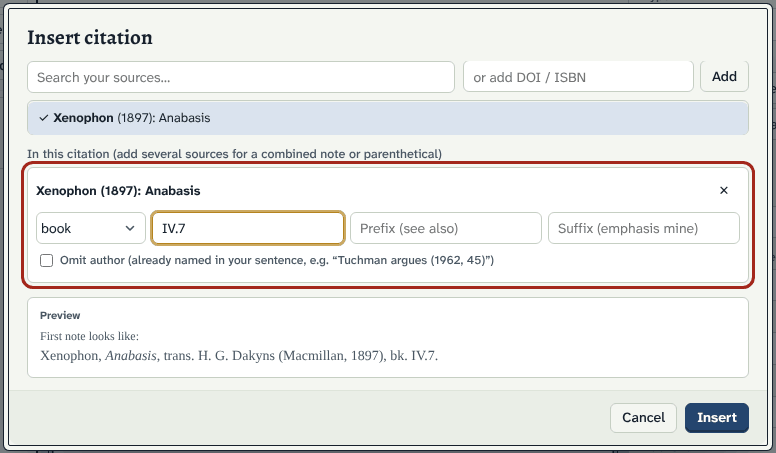 Insert citation
Search your sources... or add DOI / ISBN Add
✓ Xenophon (1897): Anabasis
In this citation (add several sources for a combined note or parenthetical)
Xenophon (1897): Anabasis ×
book IV.7 Prefix (see also) Suffix (emphasis mine)
Omit author (already named in your sentence, e.g. “Tuchman argues (1962, 45)”)
Preview
First note looks like:
Xenophon, Anabasis, trans. H. G. Dakyns (Macmillan, 1897), bk. IV.7.
Cancel Insert